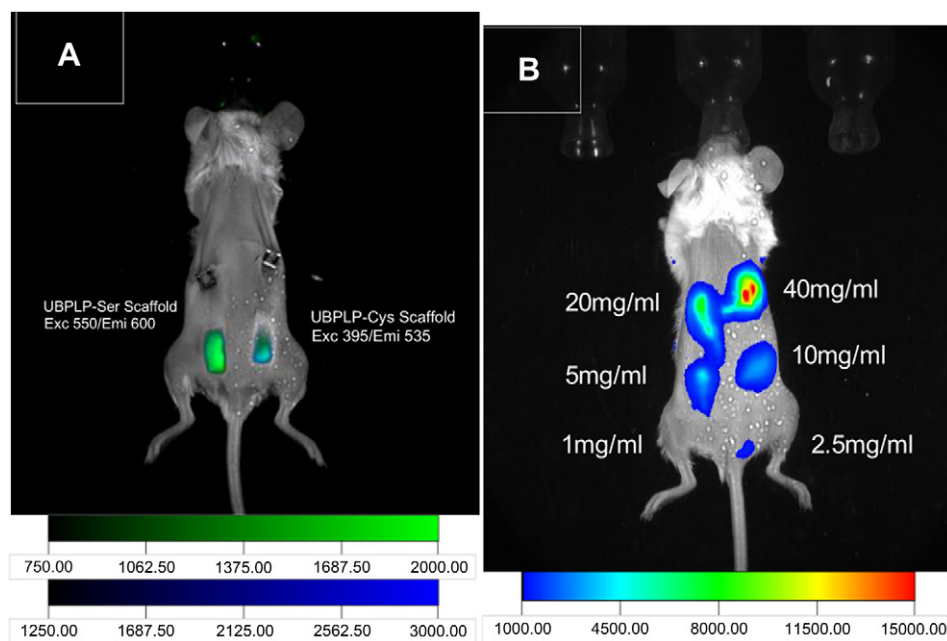 A
UBPLP-Ser Scaffold
Exc 550/Emi 600
UBPLP-Cys Scaffold
Exc 395/Emi 535
750.00 1062.50 1375.00 1687.50 2000.00
1250.00 1687.50 2125.00 2562.50 3000.00
B
20mg/ml 40mg/ml
5mg/ml 10mg/ml
1mg/ml 2.5mg/ml
1000.00 4500.00 8000.00 11500.00 15000.00